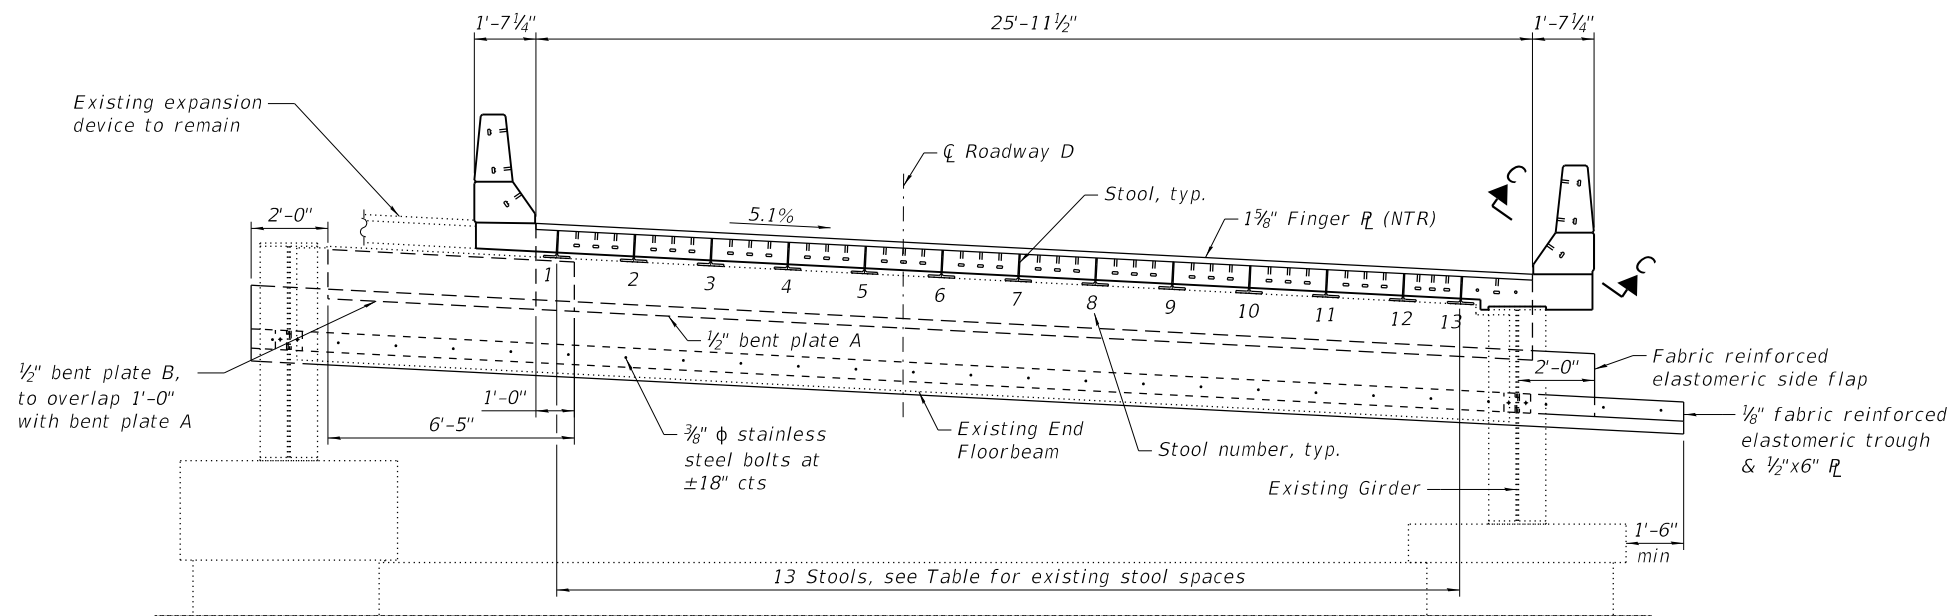 1'-7¼"
25'-11½"
1'-7¼"
Existing expansion
device to remain
℄ Roadway D
Stool, typ.
C
2'-0"
5.1%
1⅝" Finger ⅊ (NTR)
C
1
2
3
4
5
6
7
8
9
10
11
12
13
½" bent plate A
½" bent plate B,
to overlap 1'-0"
with bent plate A
2'-0"
Fabric reinforced
elastomeric side flap
1'-0"
6'-5"
⅜" ϕ stainless
steel bolts at
±18" cts
Existing End
Floorbeam
Stool number, typ.
⅛" fabric reinforced
elastomeric trough
& ½"x6" ⅊
Existing Girder
1'-6"
min
13 Stools, see Table for existing stool spaces